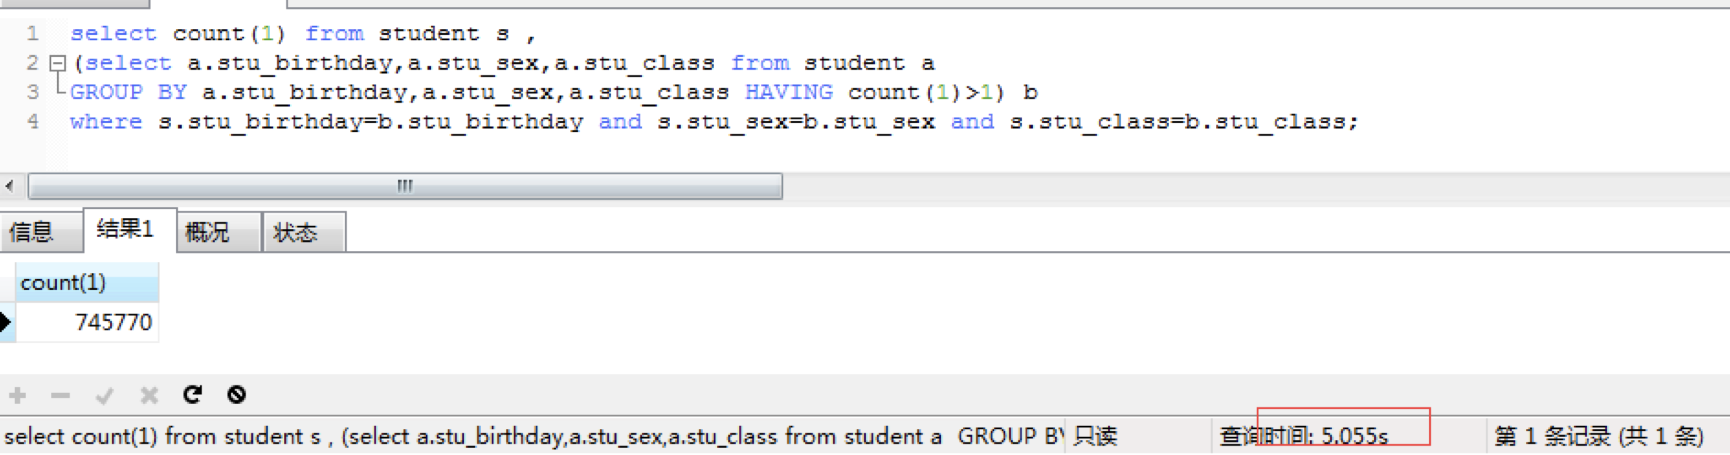 1 select count(1) from student s ,
2 (select a.stu_birthday,a.stu_sex,a.stu_class from student a
3 GROUP BY a.stu_birthday,a.stu_sex,a.stu_class HAVING count(1)>1) b
4 where s.stu_birthday=b.stu_birthday and s.stu_sex=b.stu_sex and s.stu_class=b.stu_class;
信息 结果1 概况 状态
count(1)
745770
select count(1) from student s , (select a.stu_birthday,a.stu_sex,a.stu_class from student a GROUP BY 只读 查询时间: 5.055s 第 1 条记录 (共 1 条)